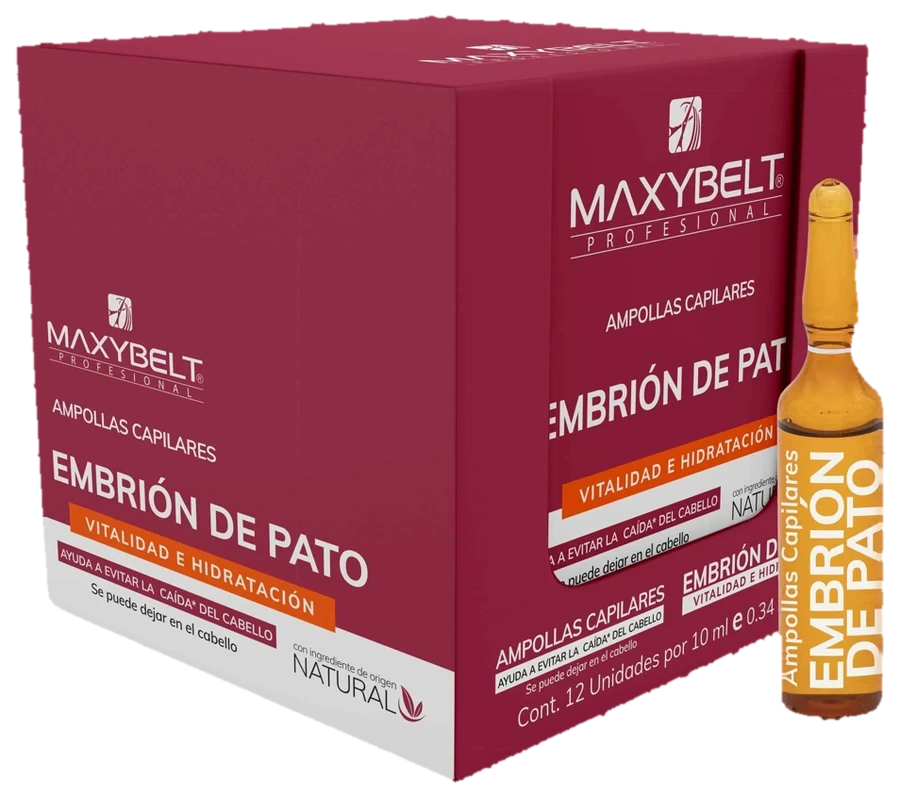 MAXYBELT
MAXYBELT®
PROFESIONAL
AMPOLLAS CAPILARES
EMBRIÓN DE PATO
VITALIDAD E HIDRATACIÓN
AYUDA A EVITAR LA CAÍDA* DEL CABELLO
Se puede dejar en el cabello
con ingrediente de origen
NATURAL
MAXYBELT®
PROFESIONAL
AMPOLLAS CAPILARES
EMBRIÓN DE PAT
VITALIDAD E HIDRATACIÓN
con ingrediente
NATU
A A EVITAR LA CAÍDA* DEL CABELLO
puede dejar en el cabello
AMPOLLAS CAPILARES
AYUDA A EVITAR LA CAÍDA* DEL CABELLO
Se puede dejar en el cabello
EMBRIÓN D
VITALIDAD E HID
Cont. 12 Unidades por 10 ml e 0.34
Ampollas Capilares
EMBRIÓN
DE PATO